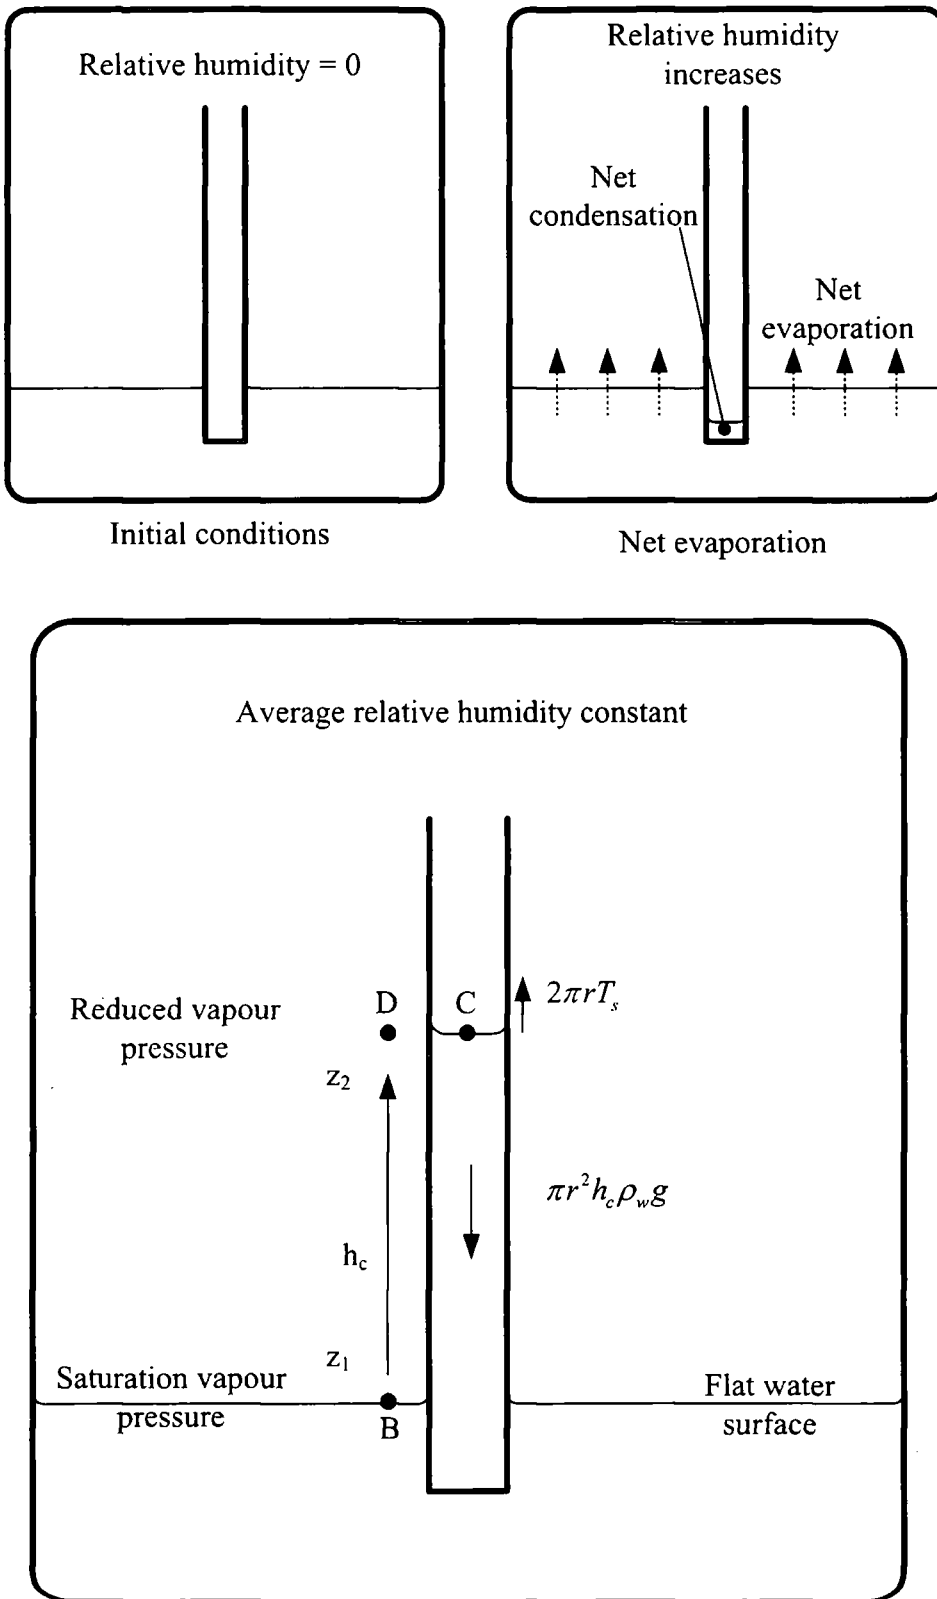 Relative humidity = 0
Initial conditions
Relative humidity
increases
Net
condensation
Net
evaporation
Net evaporation
Average relative humidity constant
Reduced vapour
pressure
D
C
2πrTₛ
z₂
πr²h_cρ_wg
h_c
z₁
Saturation vapour
pressure
B
Flat water
surface